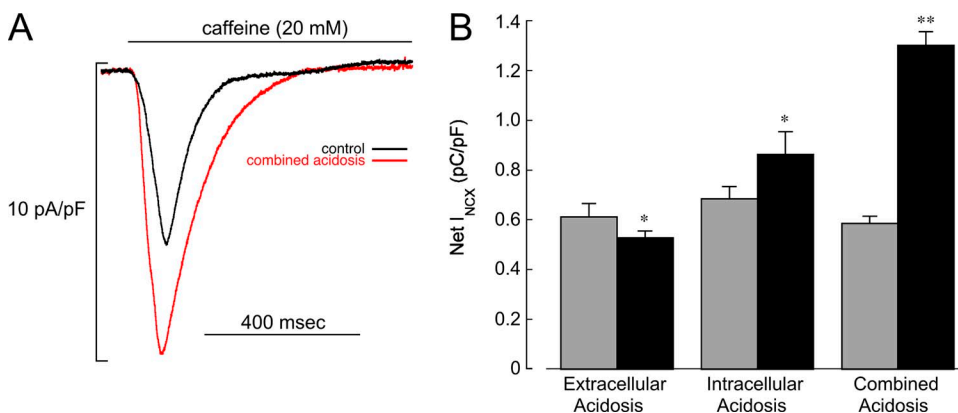 A
caffeine (20 mM)
control
combined acidosis
10 pA/pF
400 msec
B
Net I_NCX (pC/pF)
1.4
1.2
1.0
0.8
0.6
0.4
0.2
0
*
*
**
Extracellular
Acidosis
Intracellular
Acidosis
Combined
Acidosis